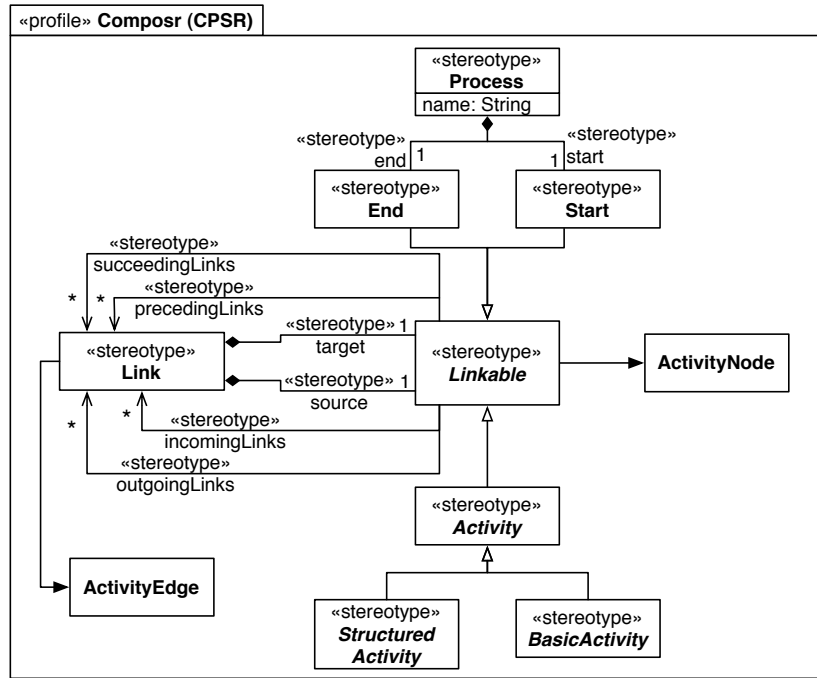 «profile» Composr (CPSR)
«stereotype»
Process
name: String
«stereotype»
end
1
«stereotype»
start
1
«stereotype»
End
«stereotype»
Start
«stereotype»
succeedingLinks
*
«stereotype»
precedingLinks
*
«stereotype»
target
1
«stereotype»
Link
«stereotype»
Linkable
ActivityNode
«stereotype»
source
1
«stereotype»
incomingLinks
*
«stereotype»
outgoingLinks
*
«stereotype»
Activity
ActivityEdge
«stereotype»
Structured
Activity
«stereotype»
BasicActivity